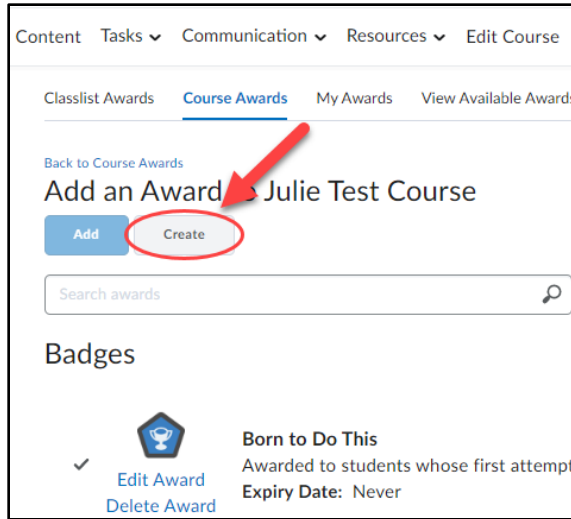 Content Tasks Communication Resources Edit Course
Classlist Awards Course Awards My Awards View Available Awards
Back to Course Awards
Add an Award to Julie Test Course
Add Create
Search awards
Badges
Born to Do This
Edit Award Awarded to students whose first attempt
Delete Award Expiry Date: Never